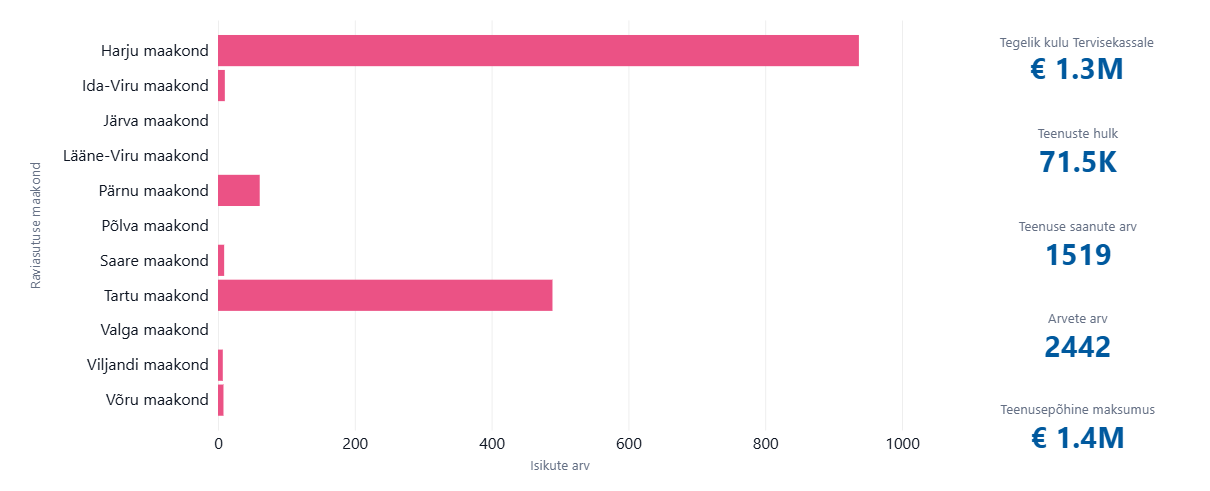 Raviasutuse maakond
Harju maakond
Ida-Viru maakond
Järva maakond
Lääne-Viru maakond
Pärnu maakond
Põlva maakond
Saare maakond
Tartu maakond
Valga maakond
Viljandi maakond
Võru maakond
0 200 400 600 800 1000
Isikute arv
Tegelik kulu Tervisekassale
€ 1.3M
Teenuste hulk
71.5K
Teenuse saanute arv
1519
Arvete arv
2442
Teenusepõhine maksumus
€ 1.4M